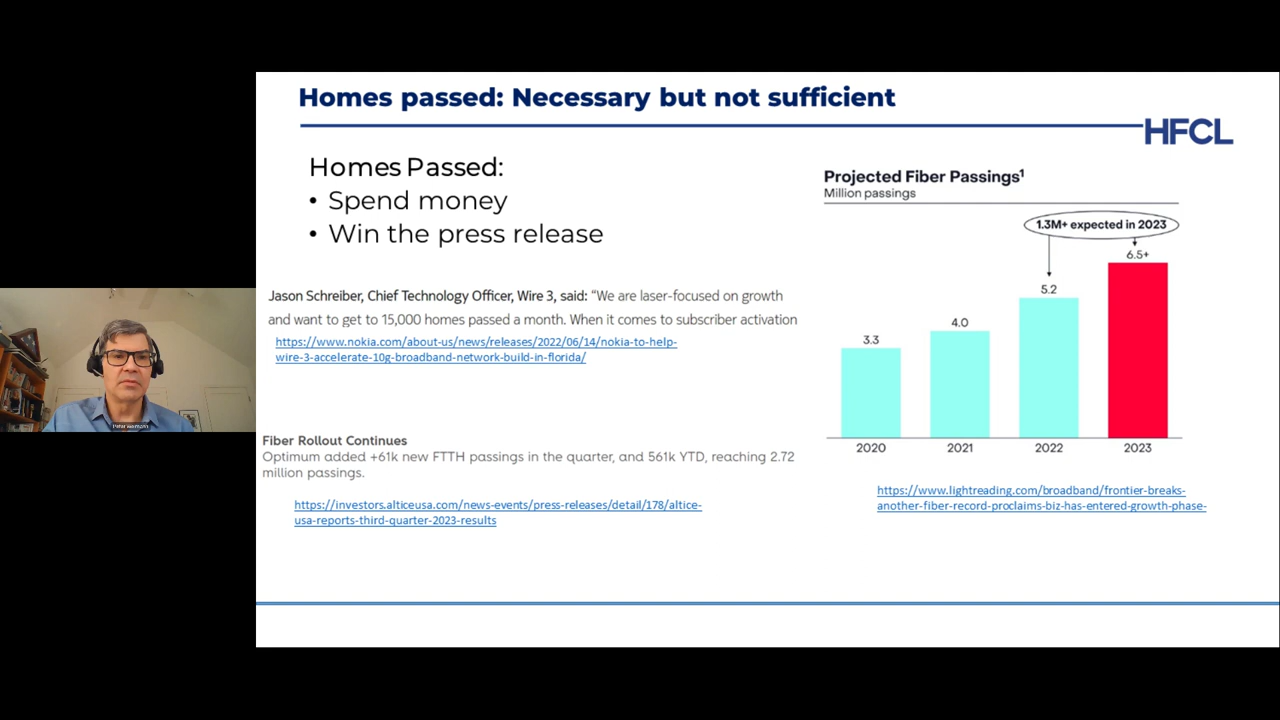 Homes passed: Necessary but not sufficient
HFCL
Homes Passed:
• Spend money
• Win the press release
Jason Schreiber, Chief Technology Officer, Wire 3, said: “We are laser-focused on growth
and want to get to 15,000 homes passed a month. When it comes to subscriber activation
https://www.nokia.com/about-us/news/releases/2022/06/14/nokia-to-help-
wire-3-accelerate-10g-broadband-network-build-in-florida/
Fiber Rollout Continues
Optimum added +61k new FTTH passings in the quarter, and 561k YTD, reaching 2.72
million passings.
https://investors.alticeusa.com/news-events/press-releases/detail/178/altice-
usa-reports-third-quarter-2023-results
Projected Fiber Passings¹
Million passings
1.3M+ expected in 2023
6.5+
5.2
4.0
3.3
2020 2021 2022 2023
https://www.lightreading.com/broadband/frontier-breaks-
another-fiber-record-proclaims-biz-has-entered-growth-phase-